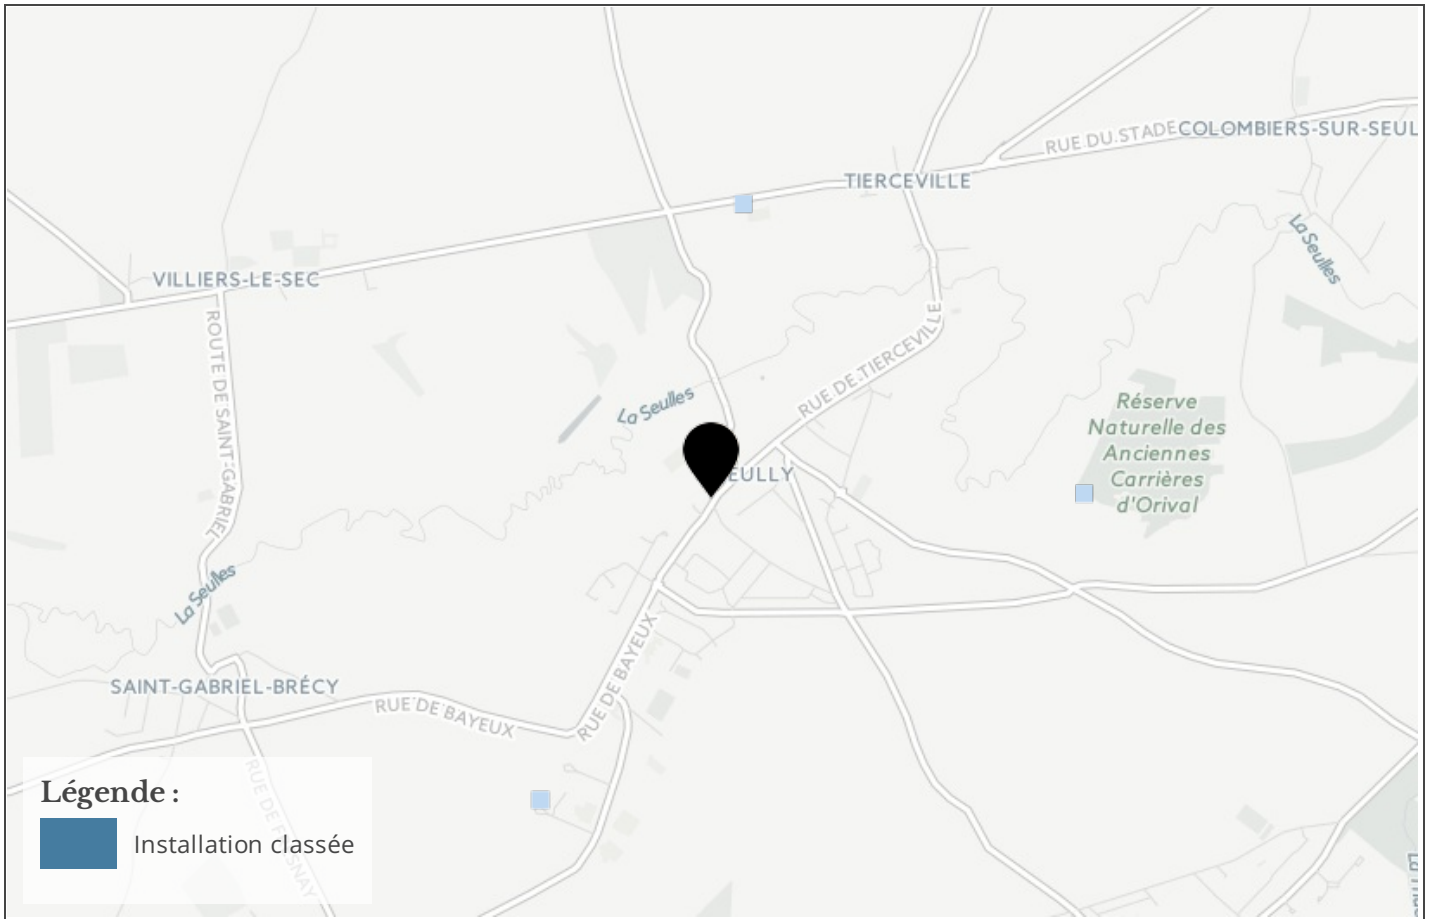 RUE DU STADE
COLOMBIERS-SUR-SEUL
TIERCEVILLE
La Seulles
VILLIERS-LE-SEC
ROUTE DE SAINT-GABRIEL
RUE DE TIERCEVILLE
La Seulles
Réserve
Naturelle des
Anciennes
Carrières
d'Orival
EULLY
La Seulles
SAINT-GABRIEL-BRÉCY
RUE DE BAYEUX
RUE DE BAYEUX
Légende :
Installation classée